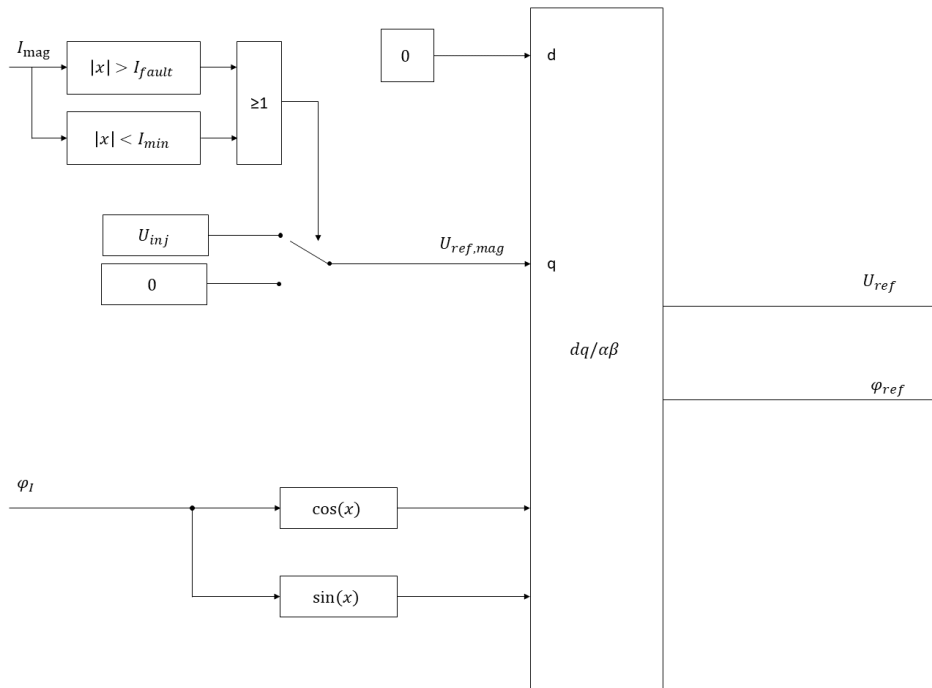 I_mag
|x| > I_fault
|x| < I_min
≥1
0
d
U_inj
0
U_ref,mag
q
dq/αβ
U_ref
φ_ref
φ_I
cos(x)
sin(x)